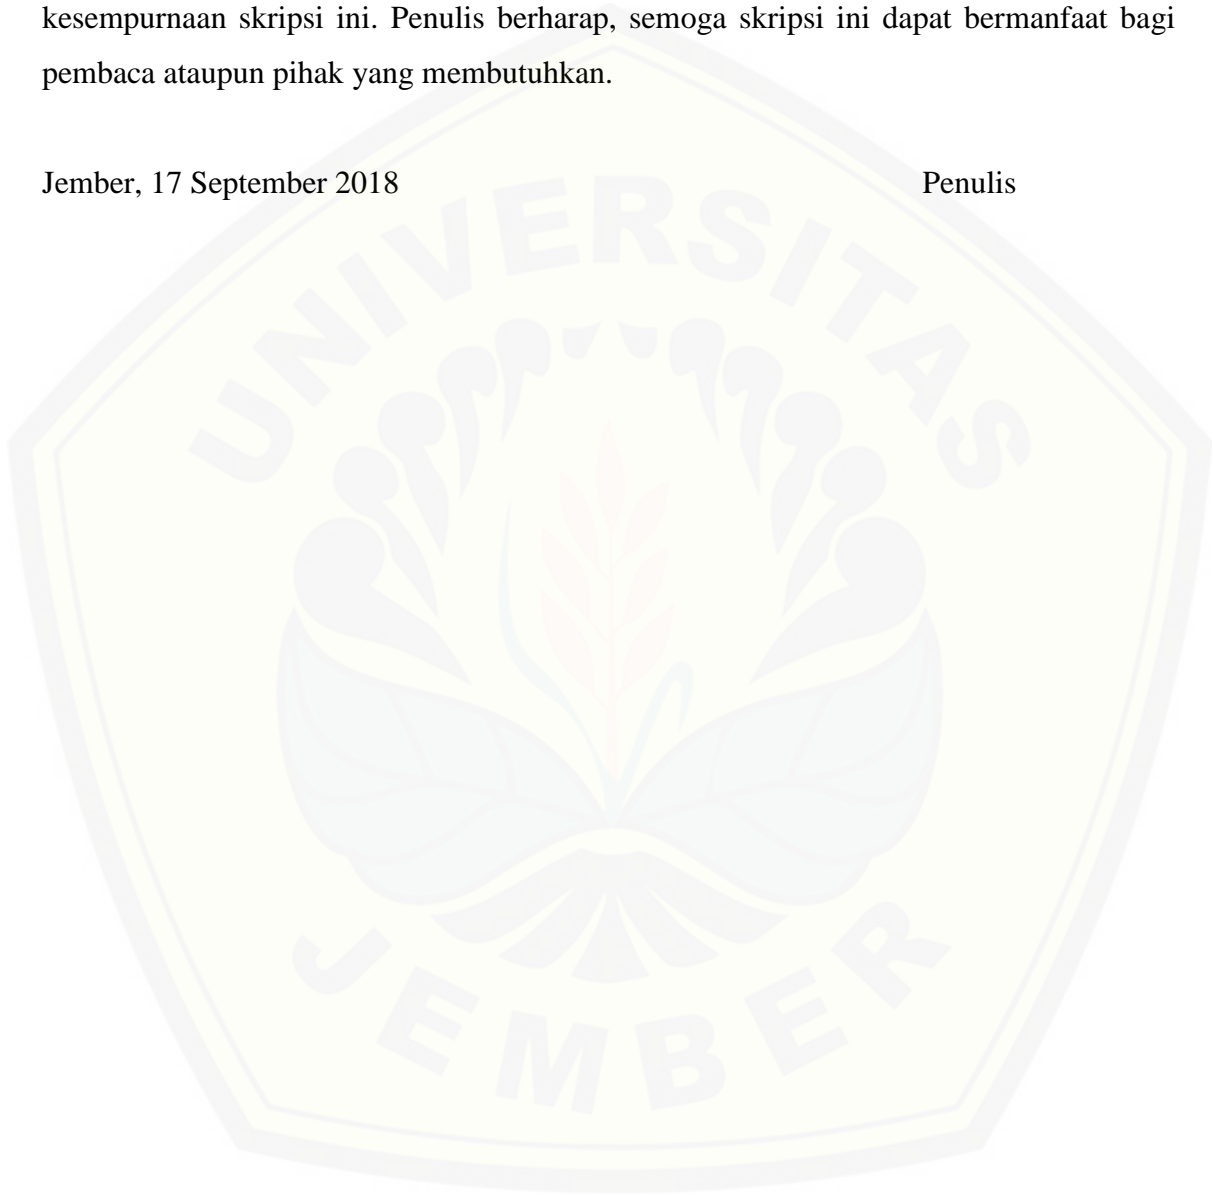 kesempurnaan skripsi ini. Penulis berharap, semoga skripsi ini dapat bermanfaat bagi
pembaca ataupun pihak yang membutuhkan.
Jember, 17 September 2018 Penulis
UNIVERSITAS
JEMBER